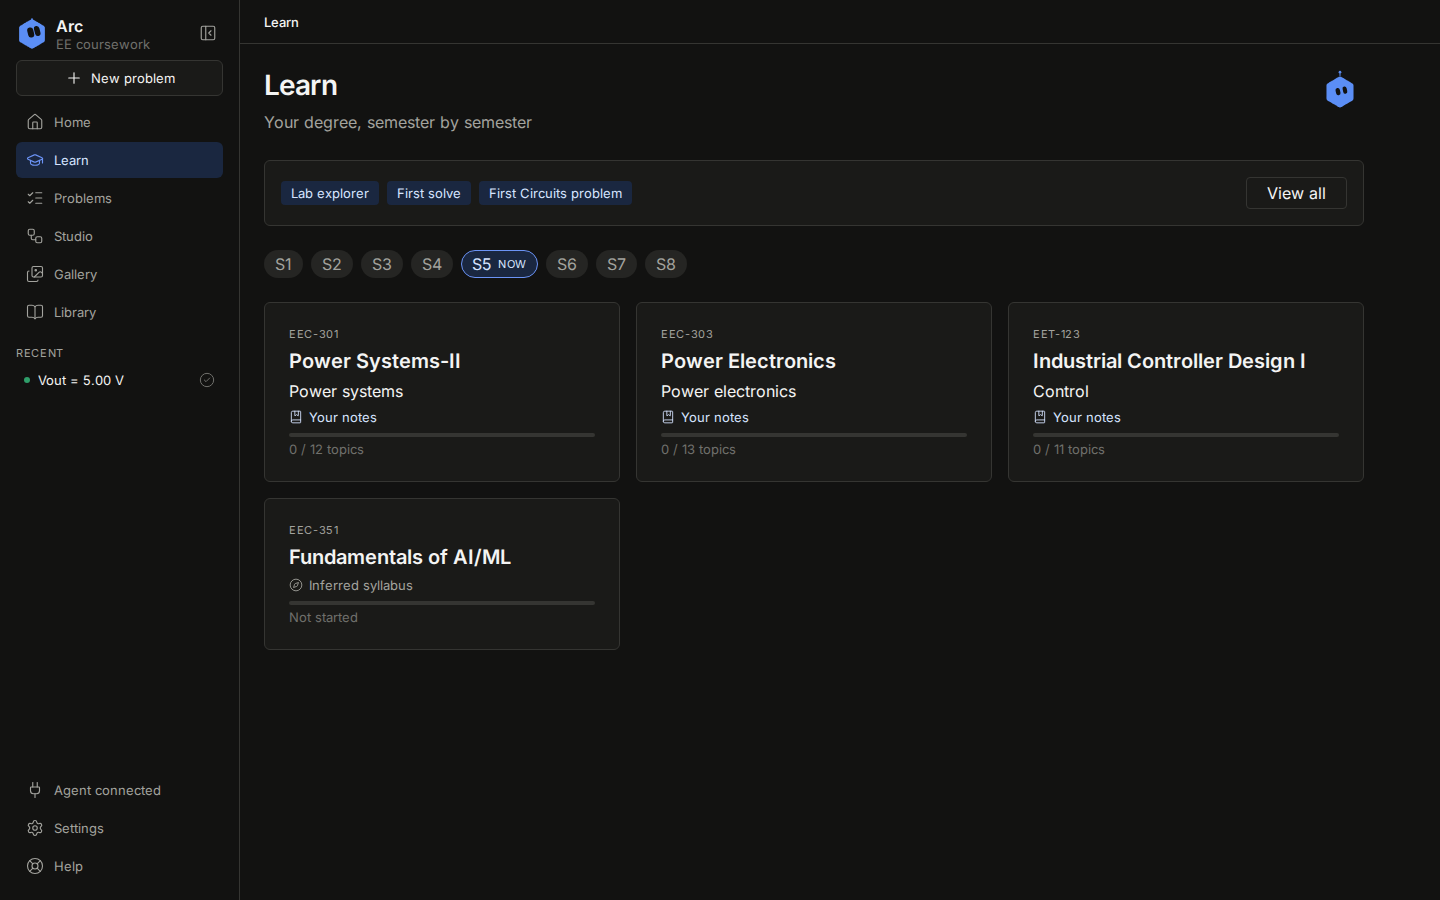 Arc
EE coursework
New problem
Home
Learn
Problems
Studio
Gallery
Library
RECENT
Vout = 5.00 V
Agent connected
Settings
Help
Learn
Learn
Your degree, semester by semester
Lab explorer
First solve
First Circuits problem
View all
S1
S2
S3
S4
S5 NOW
S6
S7
S8
EEC-301
Power Systems-II
Power systems
Your notes
0 / 12 topics
EEC-303
Power Electronics
Power electronics
Your notes
0 / 13 topics
EET-123
Industrial Controller Design I
Control
Your notes
0 / 11 topics
EEC-351
Fundamentals of AI/ML
Inferred syllabus
Not started